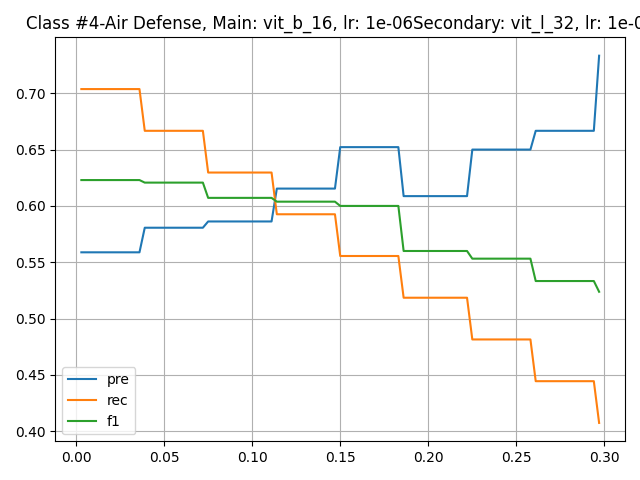 Class #4-Air Defense, Main: vit_b_16, lr: 1e-06Secondary: vit_l_32, lr: 1e-0
0.70
0.65
0.60
0.55
0.50
0.45
0.40
pre
rec
f1
0.00 0.05 0.10 0.15 0.20 0.25 0.30